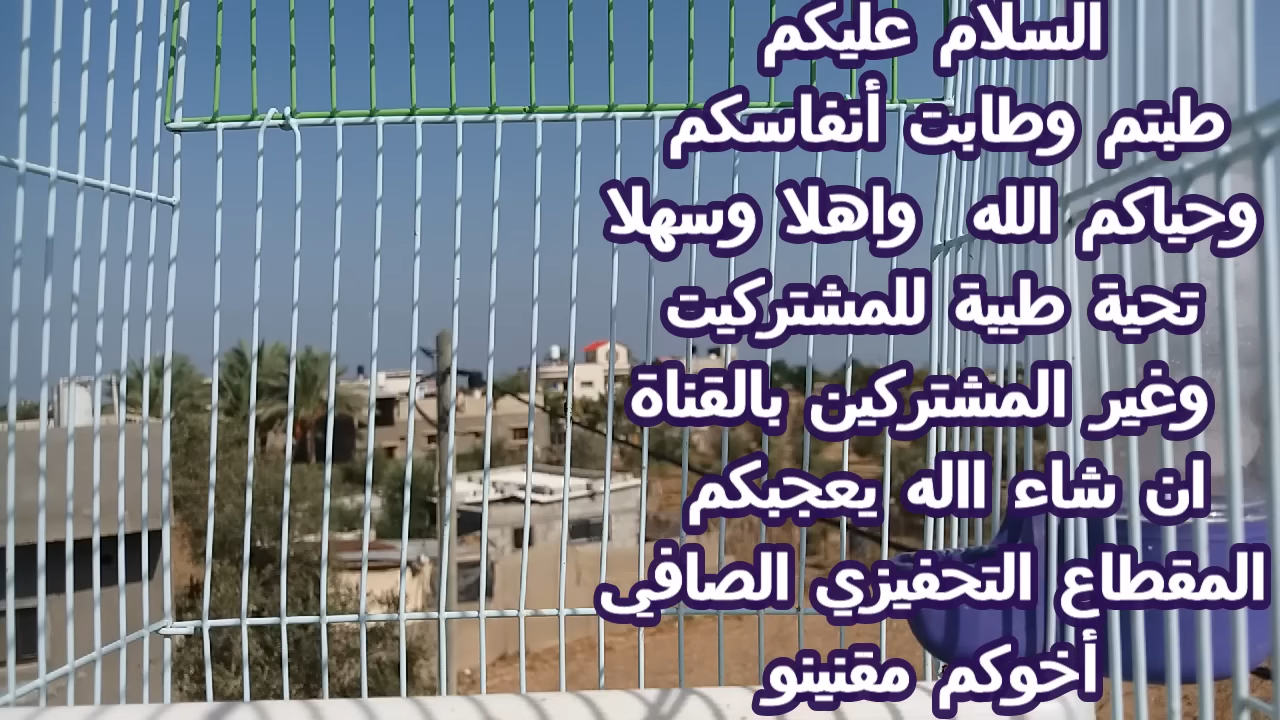 السلام عليكم
طبتم وطابت أنفاسكم
وحياكم الله واهلا وسهلا
تحية طيبة للمشتركيت
وغير المشتركين بالقناة
ان شاء االه يعجبكم
المقطاع التحفيزي الصافي
أخوكم مقنينو